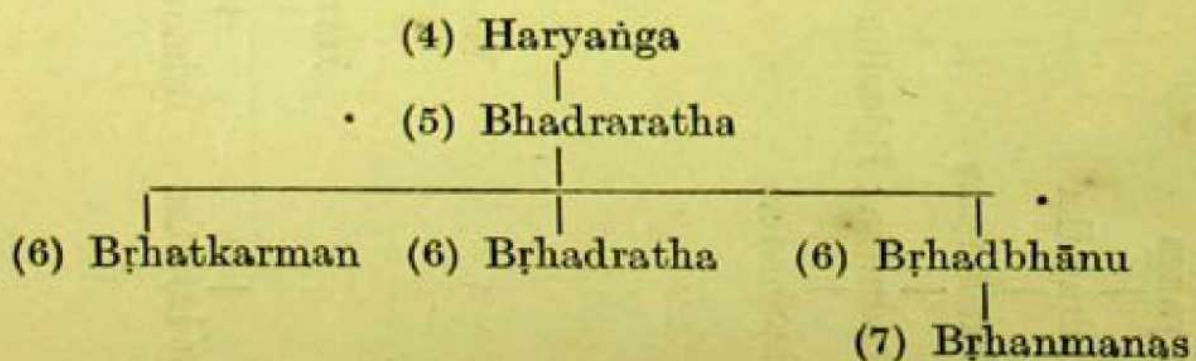 (4) Haryaṅga
(5) Bhadraratha
(6) Bṛhatkarman (6) Bṛhadratha (6) Bṛhadbhānu
(7) Bṛhanmanas